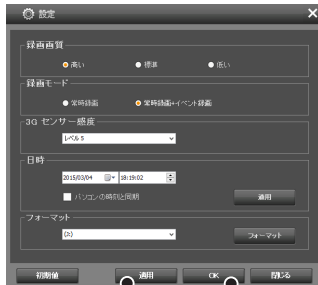 設定
録画画質
高い 標準 低い
録画モード
常時録画 常時録画+イベント録画
3G センサー感度
レベル 5
日時
2015/03/04 18:19:02
パソコンの時刻と同期 適用
フォーマット
(Z:) フォーマット
初期値 適用 OK 閉じる